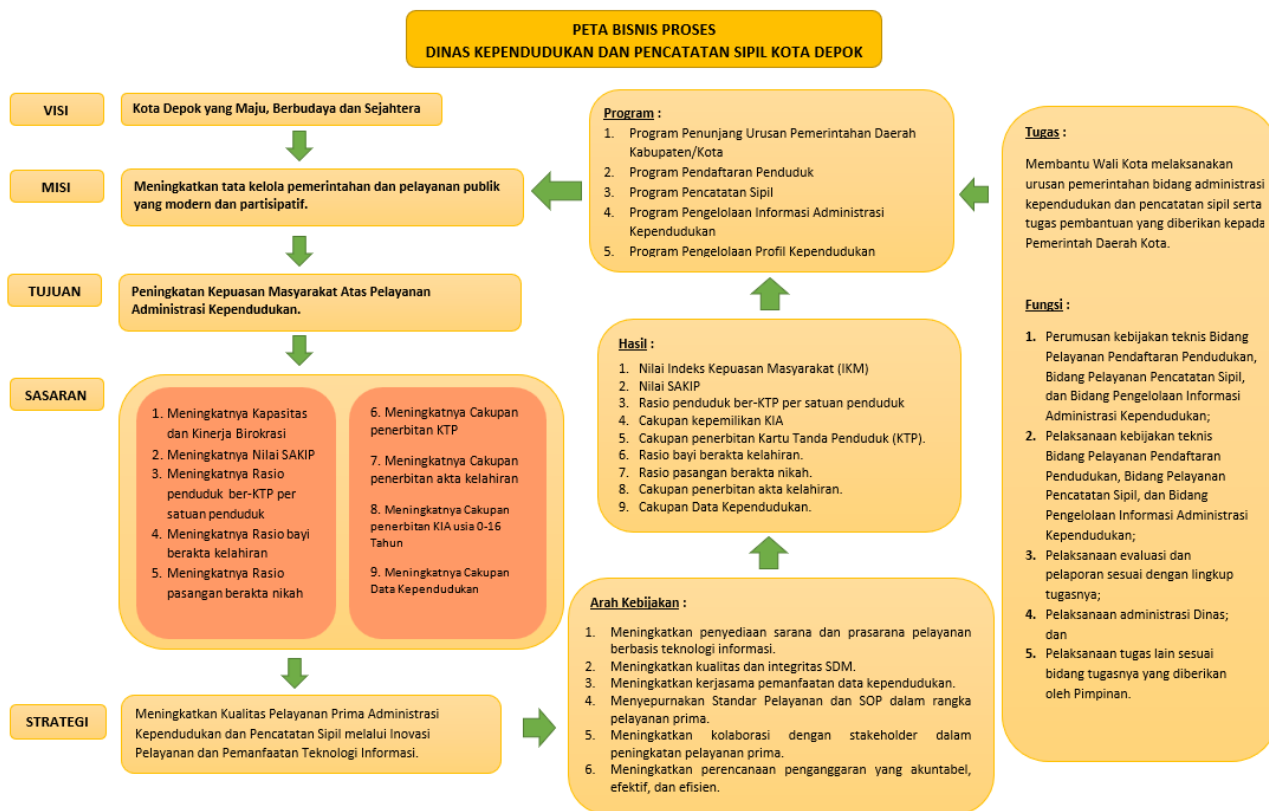 PETA BISNIS PROSES
DINAS KEPENDUDUKAN DAN PENCATATAN SIPIL KOTA DEPOK
VISI
Kota Depok yang Maju, Berbudaya dan Sejahtera
MISI
Meningkatkan tata kelola pemerintahan dan pelayanan publik
yang modern dan partisipatif.
TUJUAN
Peningkatan Kepuasan Masyarakat Atas Pelayanan
Administrasi Kependudukan.
SASARAN
1. Meningkatnya Kapasitas
dan Kinerja Birokrasi
2. Meningkatnya Nilai SAKIP
3. Meningkatnya Rasio
penduduk ber-KTP per
satuan penduduk
4. Meningkatnya Rasio bayi
berakta kelahiran
5. Meningkatnya Rasio
pasangan berakta nikah
6. Meningkatnya Cakupan
penerbitan KTP
7. Meningkatnya Cakupan
penerbitan akta kelahiran
8. Meningkatnya Cakupan
penerbitan KIA usia 0-16
Tahun
9. Meningkatnya Cakupan
Data Kependudukan
STRATEGI
Meningkatkan Kualitas Pelayanan Prima Administrasi
Kependudukan dan Pencatatan Sipil melalui Inovasi
Pelayanan dan Pemanfaatan Teknologi Informasi.
Arah Kebijakan :
1. Meningkatkan penyediaan sarana dan prasarana pelayanan
berbasis teknologi informasi.
2. Meningkatkan kualitas dan integritas SDM.
3. Meningkatkan kerjasama pemanfaatan data kependudukan.
4. Menyepurnakan Standar Pelayanan dan SOP dalam rangka
pelayanan prima.
5. Meningkatkan kolaborasi dengan stakeholder dalam
peningkatan pelayanan prima.
6. Meningkatkan perencanaan penganggaran yang akuntabel,
efektif, dan efisien.
Hasil :
1. Nilai Indeks Kepuasan Masyarakat (IKM)
2. Nilai SAKIP
3. Rasio penduduk ber-KTP per satuan penduduk
4. Cakupan kepemilikan KIA
5. Cakupan penerbitan Kartu Tanda Penduduk (KTP).
6. Rasio bayi berakta kelahiran.
7. Rasio pasangan berakta nikah.
8. Cakupan penerbitan akta kelahiran.
9. Cakupan Data Kependudukan.
Program :
1. Program Penunjang Urusan Pemerintahan Daerah
Kabupaten/Kota
2. Program Pendaftaran Penduduk
3. Program Pencatatan Sipil
4. Program Pengelolaan Informasi Administrasi
Kependudukan
5. Program Pengelolaan Profil Kependudukan
Tugas :
Membantu Wali Kota melaksanakan
urusan pemerintahan bidang administrasi
kependudukan dan pencatatan sipil serta
tugas pembantuan yang diberikan kepada
Pemerintah Daerah Kota.
Fungsi :
1. Perumusan kebijakan teknis Bidang
Pelayanan Pendaftaran Pendudukan,
Bidang Pelayanan Pencatatan Sipil,
dan Bidang Pengelolaan Informasi
Administrasi Kependudukan;
2. Pelaksanaan kebijakan teknis
Bidang Pelayanan Pendaftaran
Pendudukan, Bidang Pelayanan
Pencatatan Sipil, dan Bidang
Pengelolaan Informasi Administrasi
Kependudukan;
3. Pelaksanaan evaluasi dan
pelaporan sesuai dengan lingkup
tugasnya;
4. Pelaksanaan administrasi Dinas;
dan
5. Pelaksanaan tugas lain sesuai
bidang tugasnya yang diberikan
oleh Pimpinan.